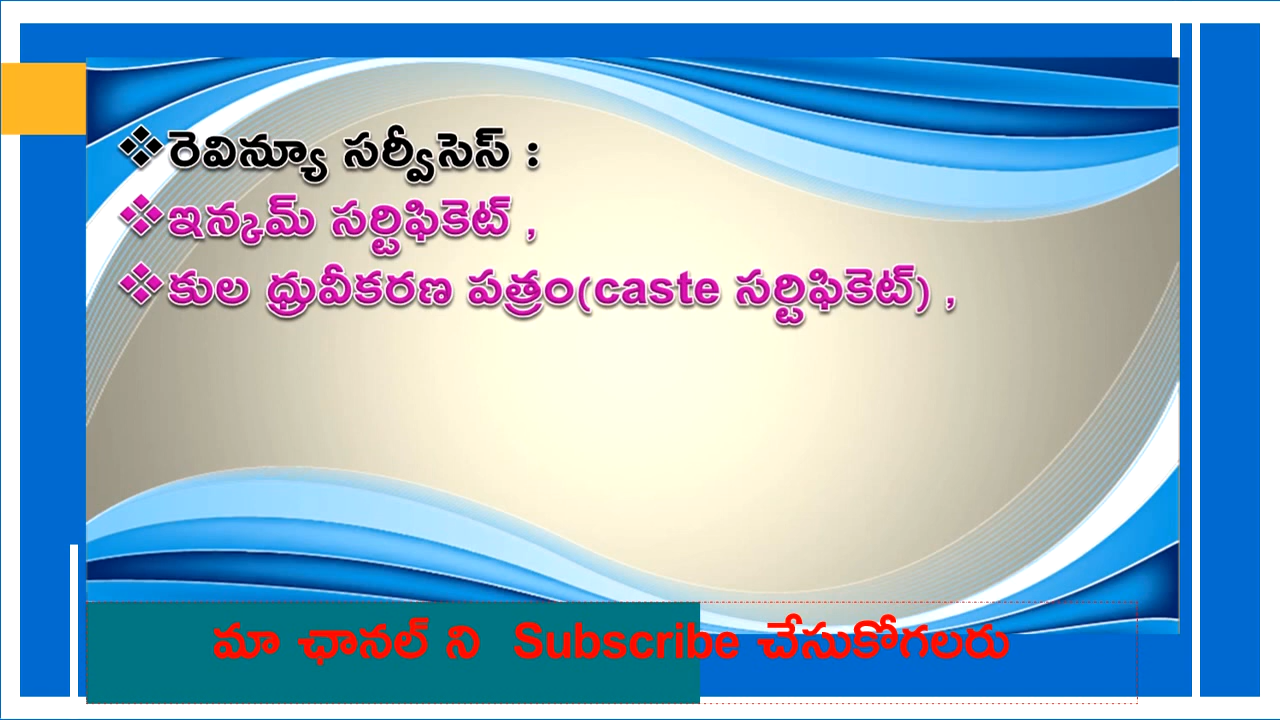 ❖రెవిన్యూ సర్వీసెస్ :
❖ఇన్కమ్ సర్టిఫికెట్ ,
❖కుల ధ్రువీకరణ పత్రం(caste సర్టిఫికెట్) ,
మా ఛానల్ ని Subscribe చేసుకోగలరు